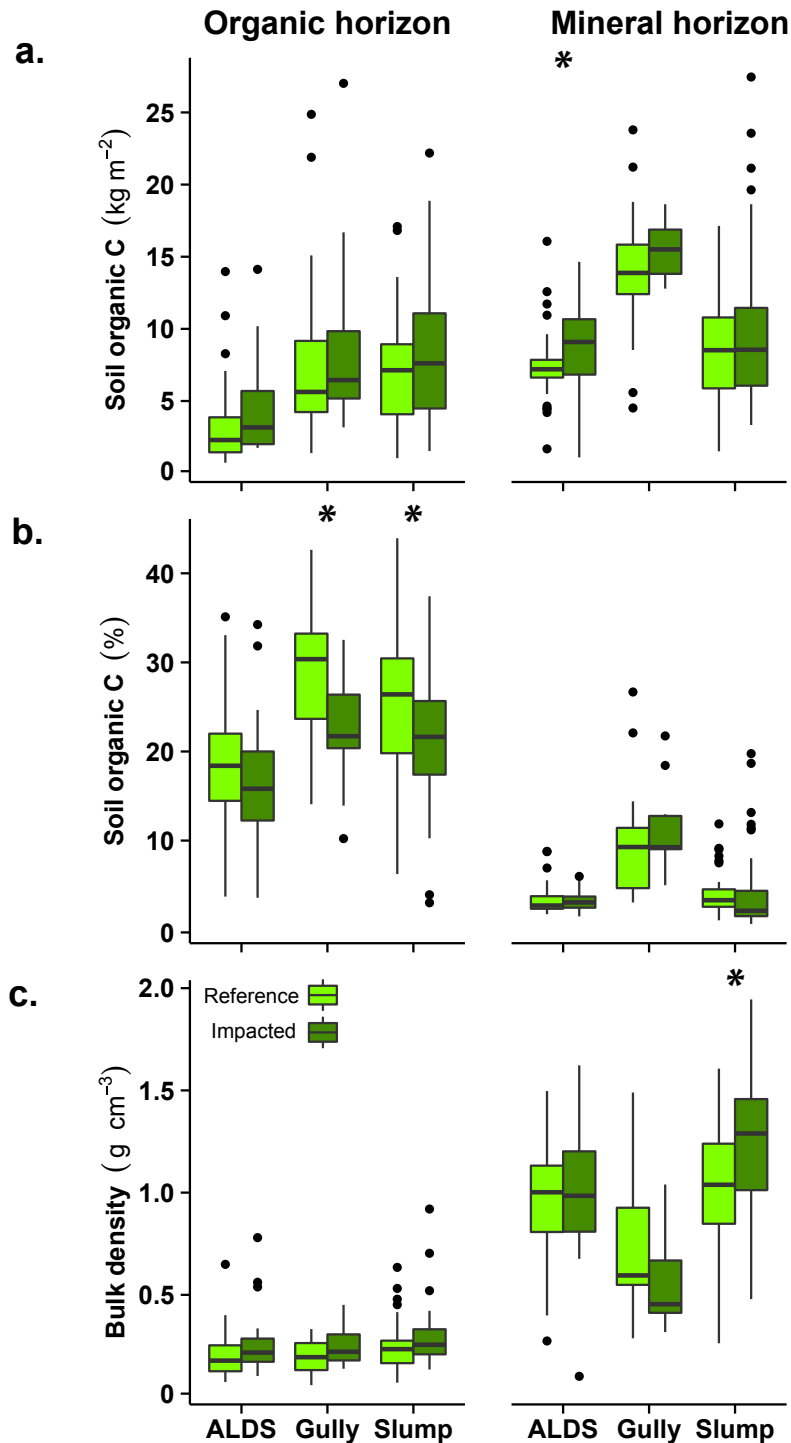 Organic horizon Mineral horizon
a.
*
Soil organic C (kg m⁻²)
25
20
15
10
5
0
b.
* *
Soil organic C (%)
40
30
20
10
0
c.
*
Bulk density (g cm⁻³)
2.0
1.5
1.0
0.5
0
Reference
Impacted
ALDS Gully Slump ALDS Gully Slump